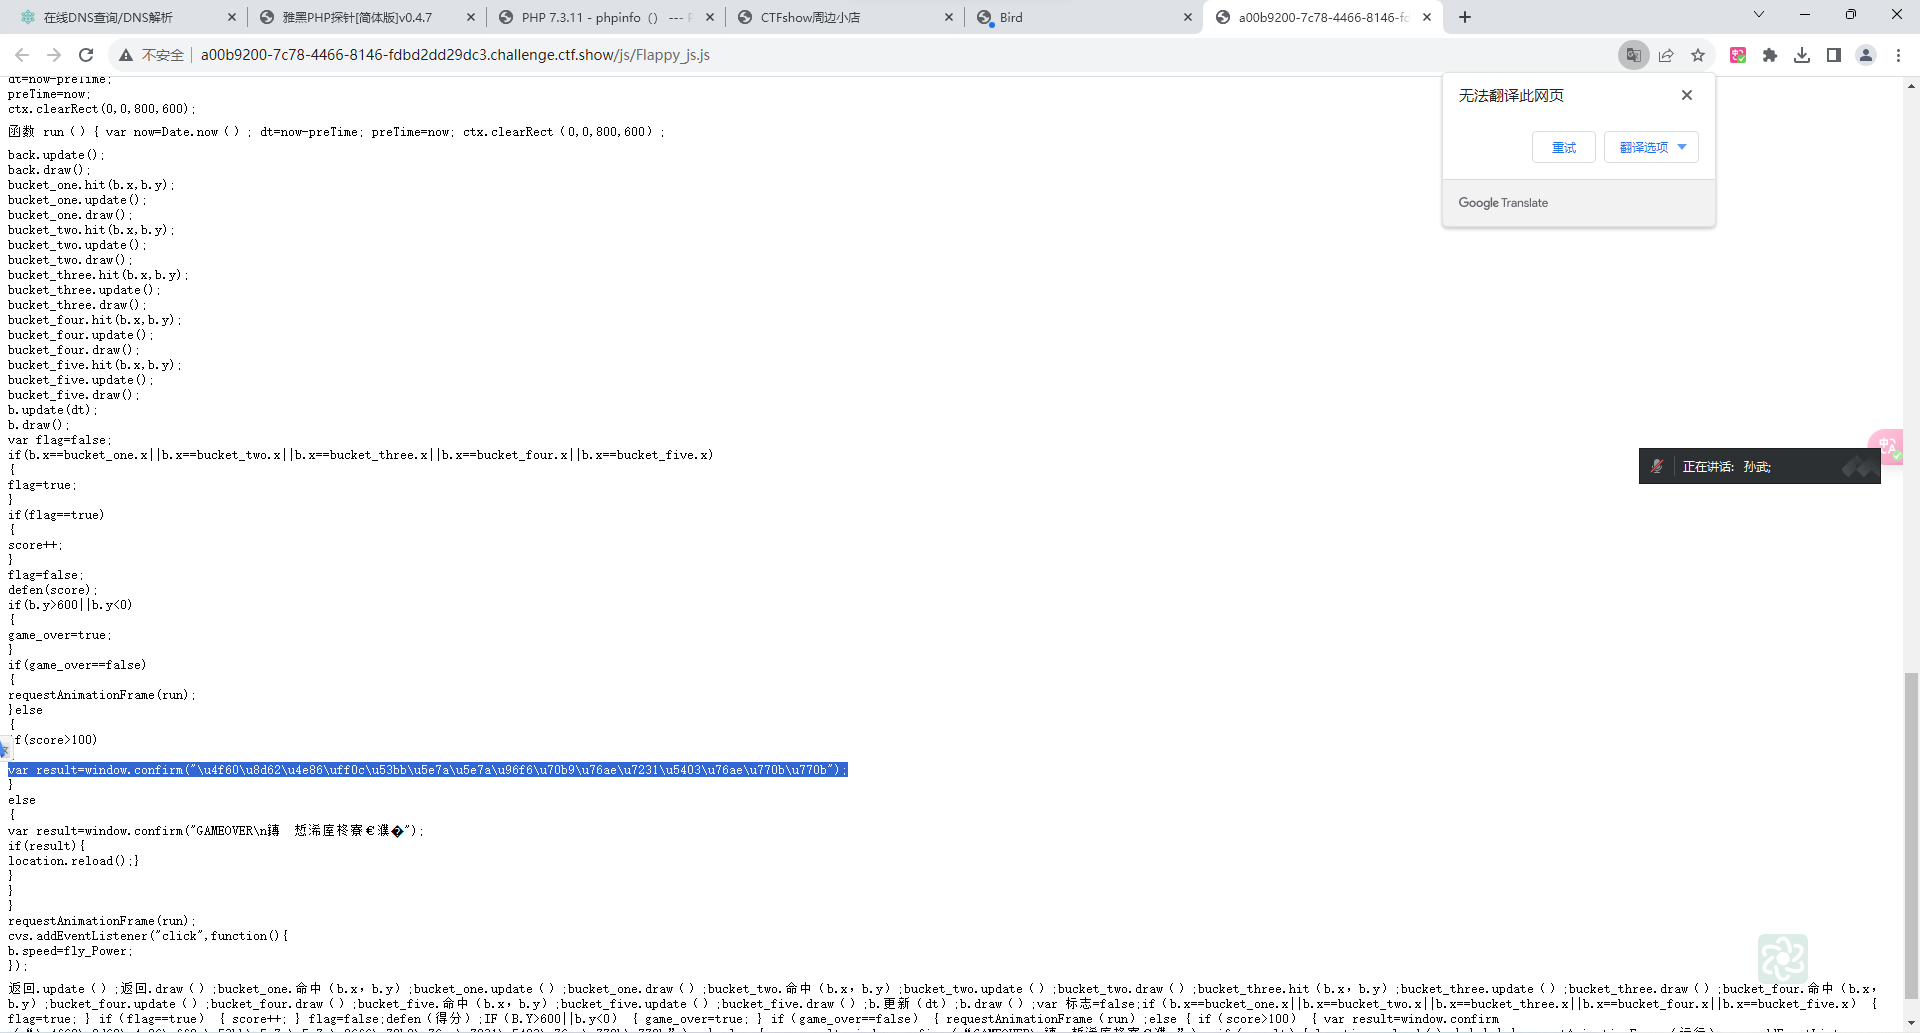 在线DNS查询/DNS解析
雅黑PHP探针[简体版]v0.4.7
PHP 7.3.11 - phpinfo（） --- P
CTFshow周边小店
Bird
a00b9200-7c78-4466-8146-fd
不安全
a00b9200-7c78-4466-8146-fdbd2dd29dc3.challenge.ctf.show/js/Flappy_js.js
无法翻译此网页
重试
翻译选项
Google Translate
正在讲话: 孙武;
dt=now-preTime;
preTime=now;
ctx.clearRect(0,0,800,600);
函数 run（）{ var now=Date.now（）; dt=now-preTime; preTime=now; ctx.clearRect（0,0,800,600）;
back.update();
back.draw();
bucket_one.hit(b.x,b.y);
bucket_one.update();
bucket_one.draw();
bucket_two.hit(b.x,b.y);
bucket_two.update();
bucket_two.draw();
bucket_three.hit(b.x,b.y);
bucket_three.update();
bucket_three.draw();
bucket_four.hit(b.x,b.y);
bucket_four.update();
bucket_four.draw();
bucket_five.hit(b.x,b.y);
bucket_five.update();
bucket_five.draw();
b.update(dt);
b.draw();
var flag=false;
if(b.x==bucket_one.x||b.x==bucket_two.x||b.x==bucket_three.x||b.x==bucket_four.x||b.x==bucket_five.x)
{
flag=true;
}
if(flag==true)
{
score++;
}
flag=false;
defen(score);
if(b.y>600||b.y<0)
{
game_over=true;
}
if(game_over==false)
{
requestAnimationFrame(run);
}else
{
if(score>100)
var result=window.confirm("\u4f60\u8d62\u4e86\uff0c\u53bb\u5e7a\u5e7a\u96f6\u70b9\u76ae\u7231\u5403\u76ae\u770b\u770b");
}
else
{
var result=window.confirm("GAMEOVER\n
if(result){
location.reload();}
}
}
}
requestAnimationFrame(run);
cvs.addEventListener("click",function(){
b.speed=fly_Power;
});
返回.update（）;返回.draw（）;bucket_one.命中（b.x，b.y）;bucket_one.update（）;bucket_one.draw（）;bucket_two.命中（b.x，b.y）;bucket_two.update（）;bucket_two.draw（）;bucket_three.hit（b.x，b.y）;bucket_three.update（）;bucket_three.draw（）;bucket_four.命中（b.x，
b.y）;bucket_four.update（）;bucket_four.draw（）;bucket_five.命中（b.x，b.y）;bucket_five.update（）;bucket_five.draw（）;b.更新（dt）;b.draw（）;var 标志=false;if（b.x==bucket_one.x||b.x==bucket_two.x||b.x==bucket_three.x||b.x==bucket_four.x||b.x==bucket_five.x） {
flag=true; } if（flag==true） { score++; } flag=false;defen（得分）;IF（B.Y>600||b.y<0） { game_over=true; } if（game_over==false） { requestAnimationFrame（run）;}else { if（score>100） { var result=window.confirm